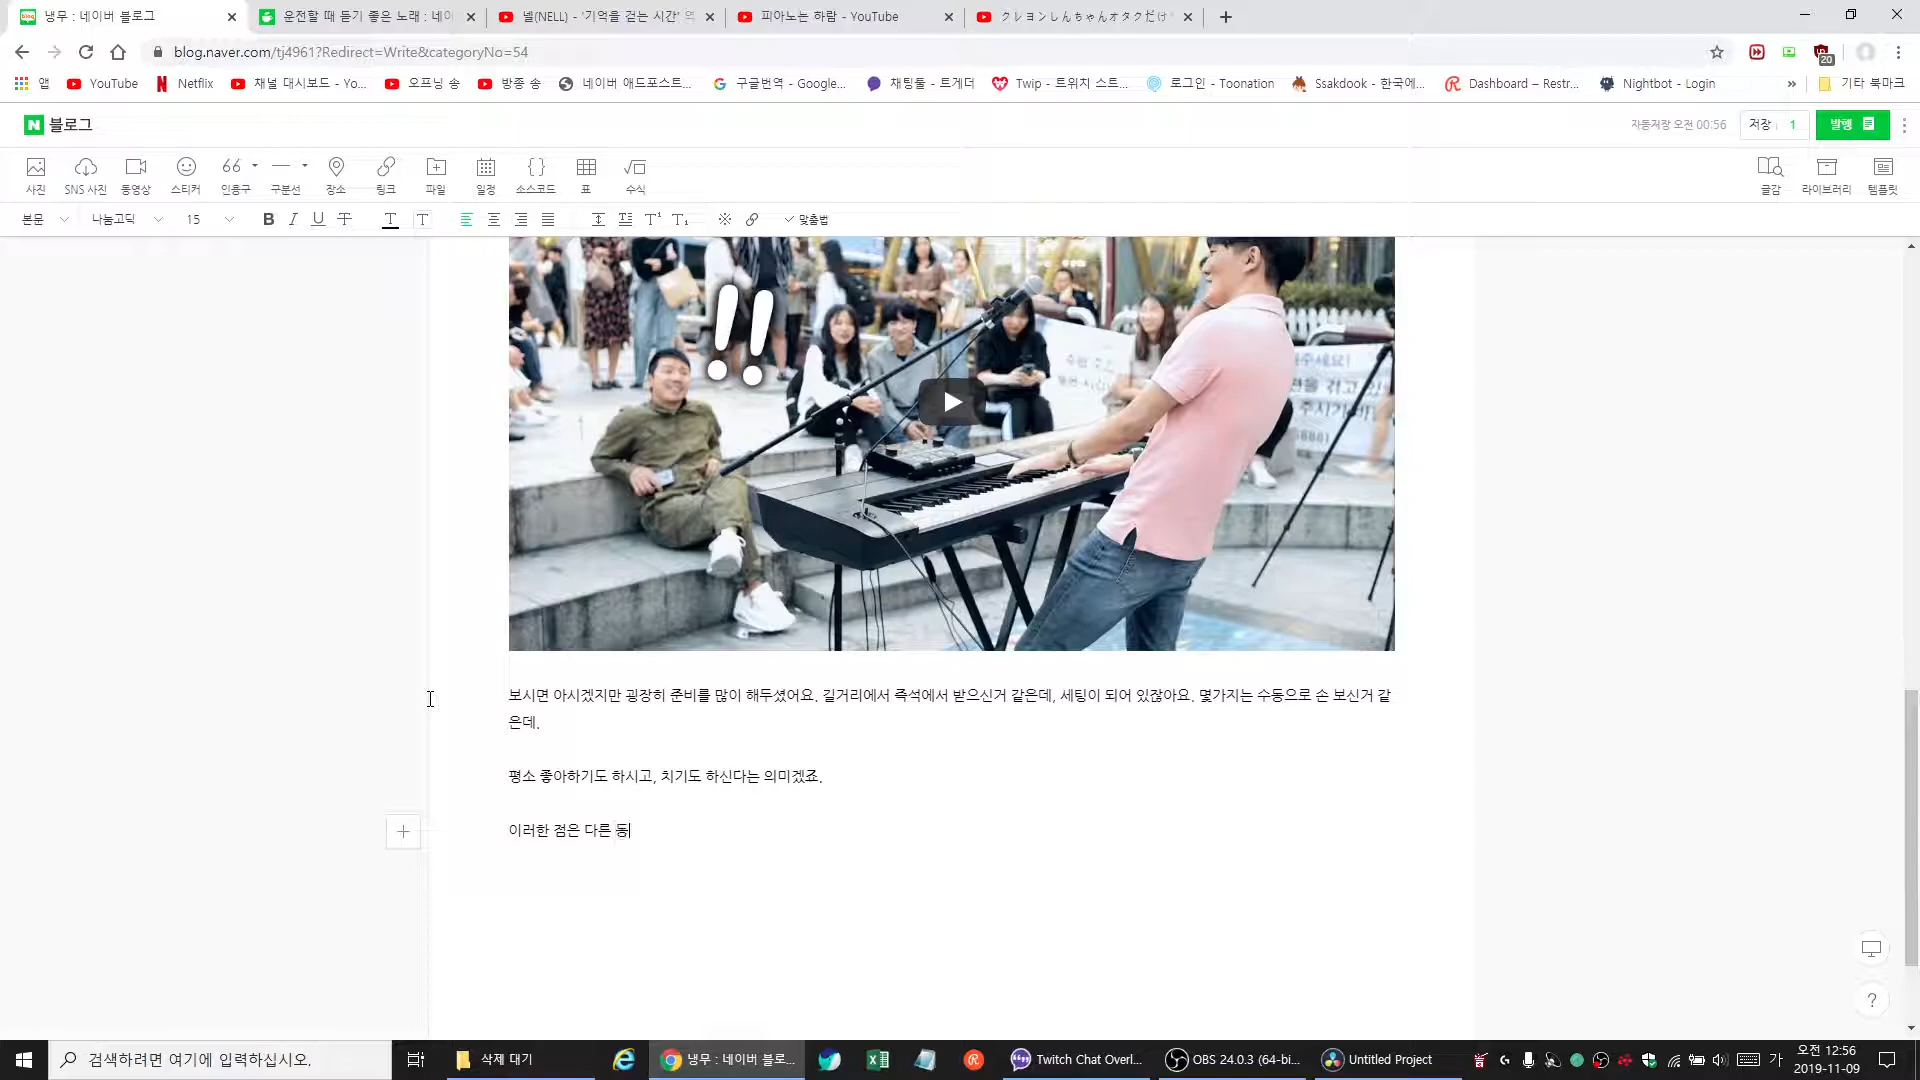 냉무 : 네이버 블로그
운전할 때 듣기 좋은 노래 : 네이
넬(NELL) - '기억을 걷는 시간'
피아노는 하람 - YouTube
クレヨンしんちゃんオタクだけ
blog.naver.com/tj4961?Redirect=Write&categoryNo=54
20
앱
YouTube
Netflix
채널 대시보드 - Yo...
오프닝 송
방종 송
네이버 애드포스트...
구글번역 - Google...
채팅툴 - 트게더
Twip - 트위치 스트...
로그인 - Toonation
Ssakdook - 한국에...
Dashboard – Restr...
Nightbot - Login
»
기타 북마크
N 블로그
자동저장 오전 00:56
저장 1
발행
사진
SNS 사진
동영상
스티커
인용구
구분선
장소
링크
파일
일정
소스코드
표
수식
글감
라이브러리
템플릿
본문
나눔고딕
15
맞춤법
!!
보시면 아시겠지만 굉장히 준비를 많이 해두셨어요. 길거리에서 즉석에서 받으신거 같은데, 세팅이 되어 있잖아요. 몇가지는 수동으로 손 보신거 같
은데.
평소 좋아하기도 하시고, 치기도 하신다는 의미겠죠.
이러한 점은 다른 동
검색하려면 여기에 입력하십시오.
삭제 대기
냉무 : 네이버 블로...
Twitch Chat Overl...
OBS 24.0.3 (64-bi...
Untitled Project
가
오전 12:56
2019-11-09